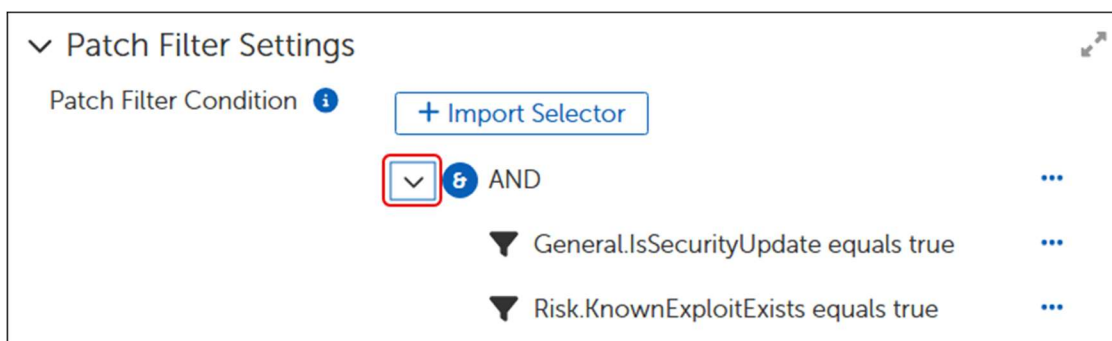 Patch Filter Settings
Patch Filter Condition
+ Import Selector
& AND
General.IsSecurityUpdate equals true
Risk.KnownExploitExists equals true